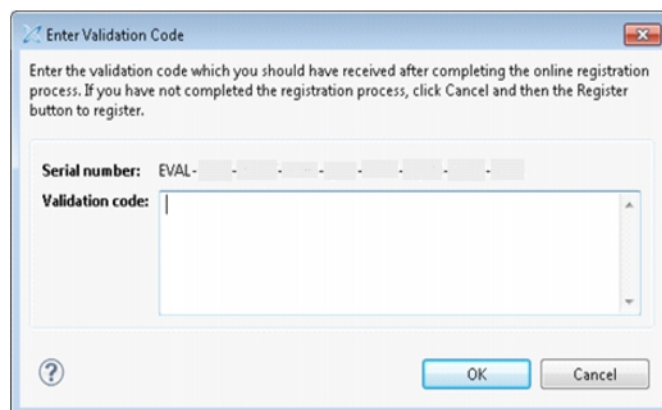 Enter Validation Code
Enter the validation code which you should have received after completing the online registration
process. If you have not completed the registration process, click Cancel and then the Register
button to register.
Serial number: EVAL- - - - - - - -
Validation code:
OK Cancel